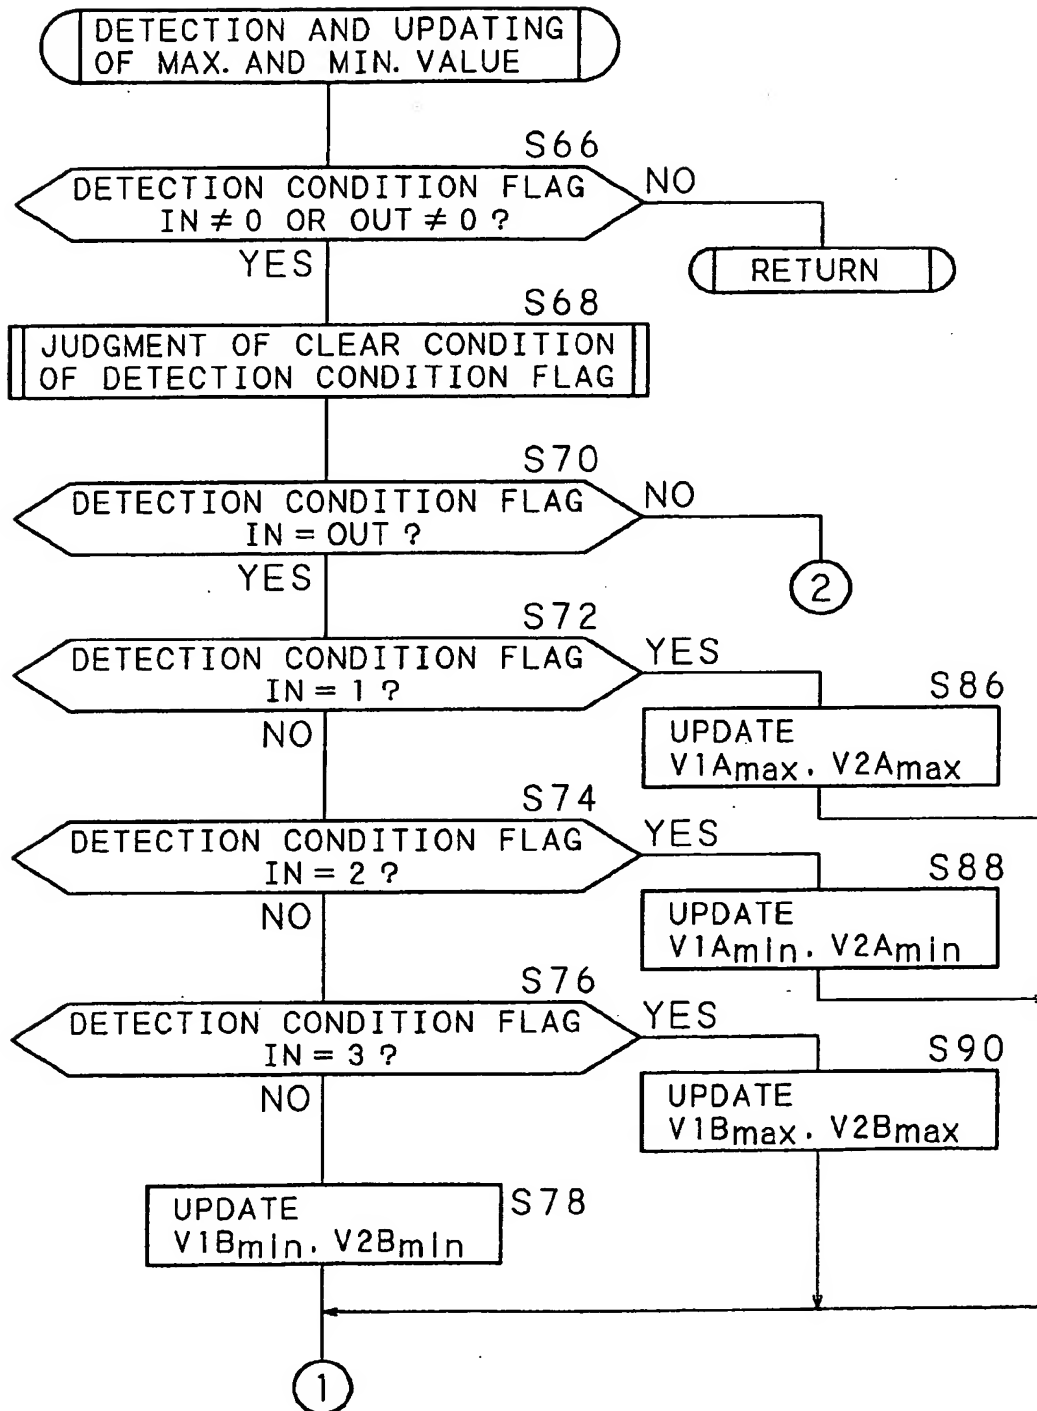 DETECTION AND UPDATING
OF MAX. AND MIN. VALUE
S66
DETECTION CONDITION FLAG
IN ≠ 0 OR OUT ≠ 0 ?
NO
YES
RETURN
S68
JUDGMENT OF CLEAR CONDITION
OF DETECTION CONDITION FLAG
S70
DETECTION CONDITION FLAG
IN = OUT ?
NO
YES
2
S72
DETECTION CONDITION FLAG
IN = 1 ?
YES
NO
S86
UPDATE
V1Amax. V2Amax
S74
DETECTION CONDITION FLAG
IN = 2 ?
YES
NO
S88
UPDATE
V1Amin. V2Amin
S76
DETECTION CONDITION FLAG
IN = 3 ?
YES
NO
S90
UPDATE
V1Bmax. V2Bmax
S78
UPDATE
V1Bmin. V2Bmin
1